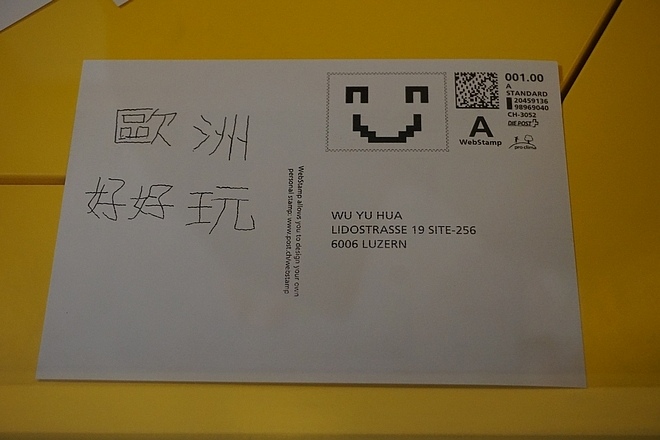 歐洲
好好玩
WebStamp allows you to design your own
personal stamp: www.post.ch/webstamp
001.00
A
STANDARD
20459136
98969040
CH-3052
DIE POST
A
WebStamp
pro clima
WU YU HUA
LIDOSTRASSE 19 SITE-256
6006 LUZERN